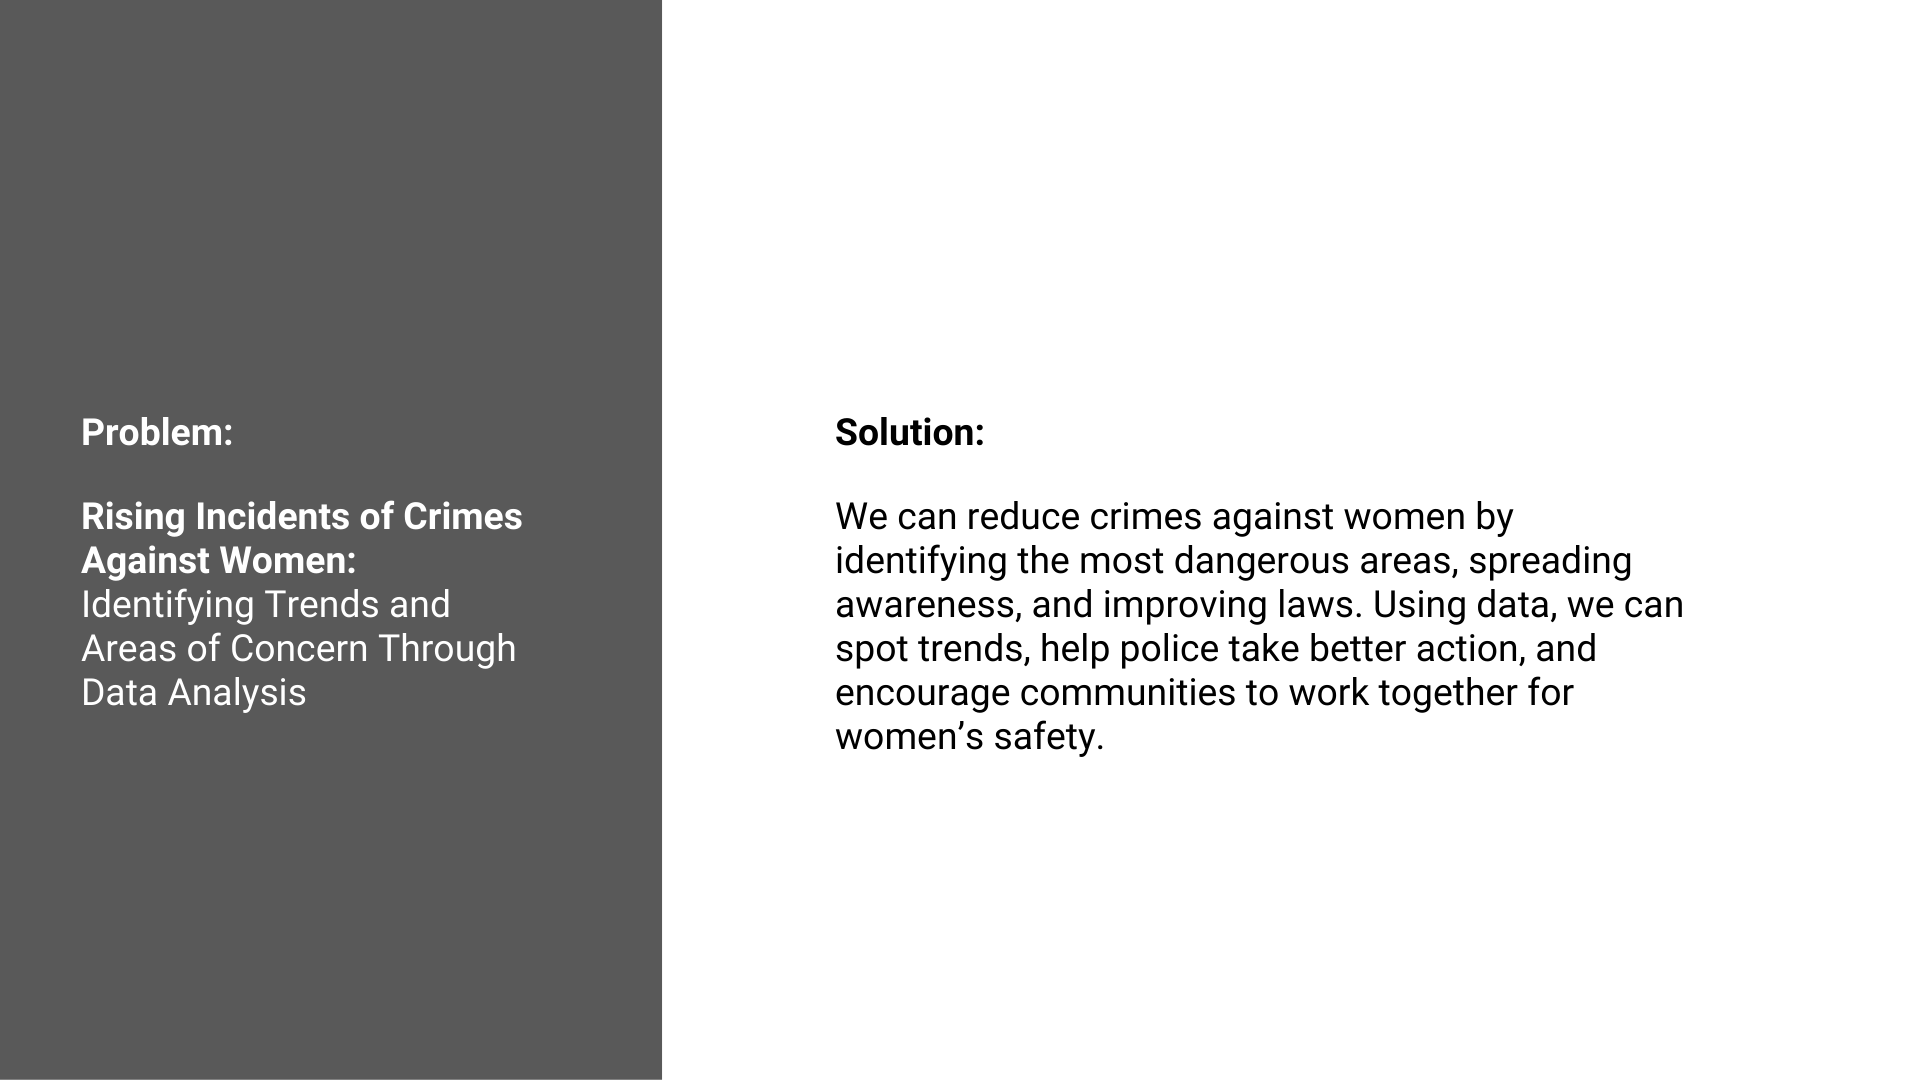 Problem:
Rising Incidents of Crimes
Against Women:
Identifying Trends and
Areas of Concern Through
Data Analysis
Solution:
We can reduce crimes against women by
identifying the most dangerous areas, spreading
awareness, and improving laws. Using data, we can
spot trends, help police take better action, and
encourage communities to work together for
women’s safety.